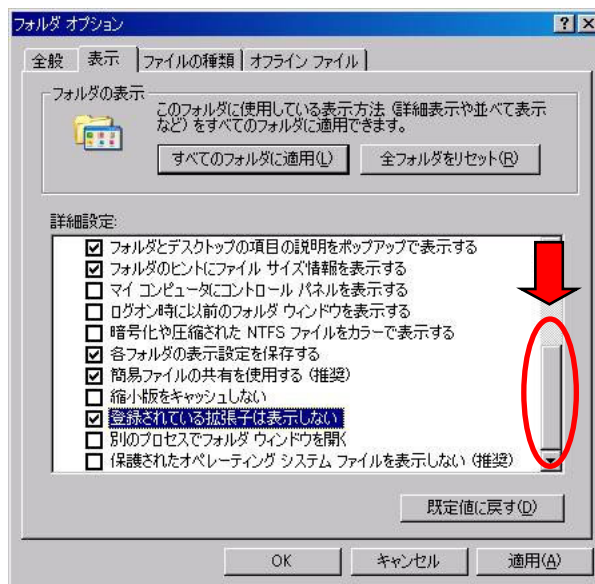 フォルダ オプション
全般 表示 ファイルの種類 オフライン ファイル
フォルダの表示
このフォルダに使用している表示方法 (詳細表示や並べて表示
など) をすべてのフォルダに適用できます。
すべてのフォルダに適用(L) 全フォルダをリセット(R)
詳細設定:
フォルダとデスクトップの項目の説明をポップアップで表示する
フォルダのヒントにファイル サイズ情報を表示する
マイ コンピュータにコントロール パネルを表示する
ログオン時に以前のフォルダ ウィンドウを表示する
暗号化や圧縮された NTFS ファイルをカラーで表示する
各フォルダの表示設定を保存する
簡易ファイルの共有を使用する (推奨)
縮小版をキャッシュしない
登録されている拡張子は表示しない
別のプロセスでフォルダ ウィンドウを開く
保護されたオペレーティング システム ファイルを表示しない (推奨)
既定値に戻す(D)
OK キャンセル 適用(A)